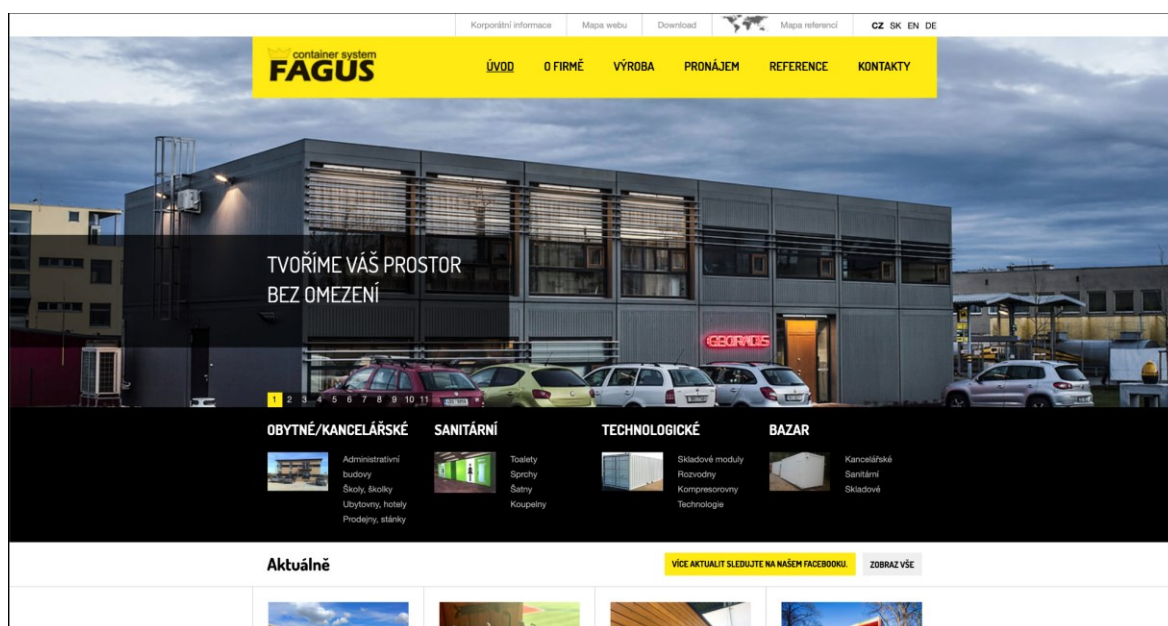 Korporátní informace Mapa webu Download Mapa referencí CZ SK EN DE
container system
FAGUS
ÚVOD O FIRMĚ VÝROBA PRONÁJEM REFERENCE KONTAKTY
TVOŘÍME VÁŠ PROSTOR
BEZ OMEZENÍ
GEORADIS
1 2 3 4 5 6 7 8 9 10 11
OBYTNÉ/KANCELÁŘSKÉ
Administrativní
budovy
Školy, školky
Ubytovny, hotely
Prodejny, stánky
SANITÁRNÍ
Toalety
Sprchy
Šatny
Koupelny
TECHNOLOGICKÉ
Skladové moduly
Rozvodny
Kompresorovny
Technologie
BAZAR
Kancelářské
Sanitární
Skladové
Aktuálně
VÍCE AKTUALIT SLEDUJTE NA NAŠEM FACEBOOKU. ZOBRAZ VŠE